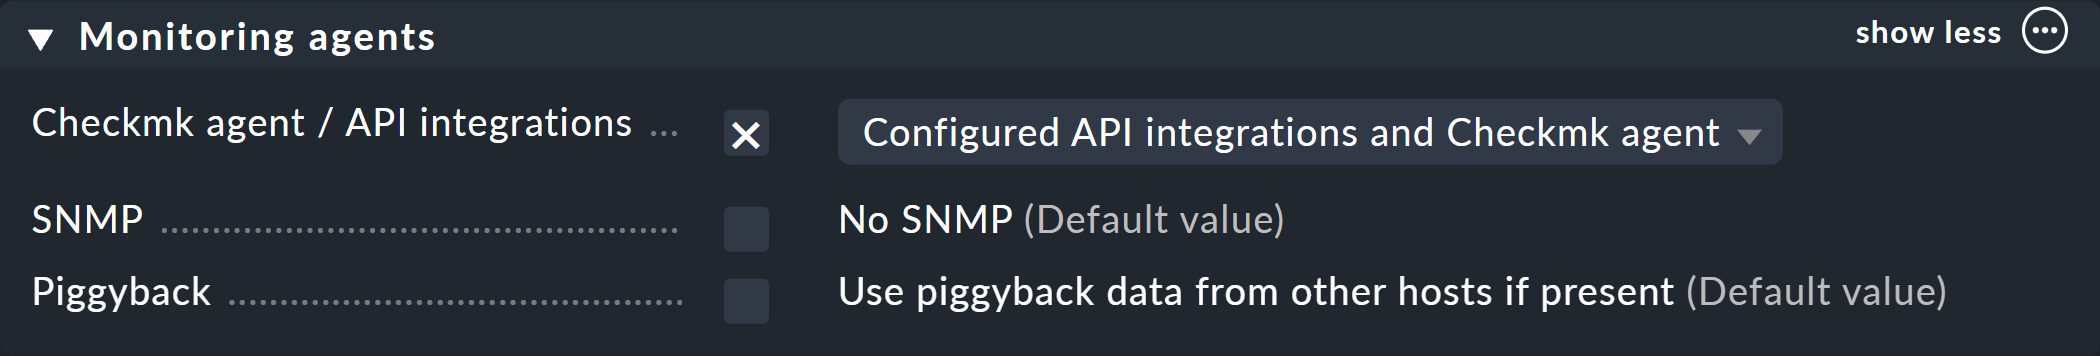 Monitoring agents show less
Checkmk agent / API integrations ... Configured API integrations and Checkmk agent
SNMP No SNMP (Default value)
Piggyback Use piggyback data from other hosts if present (Default value)